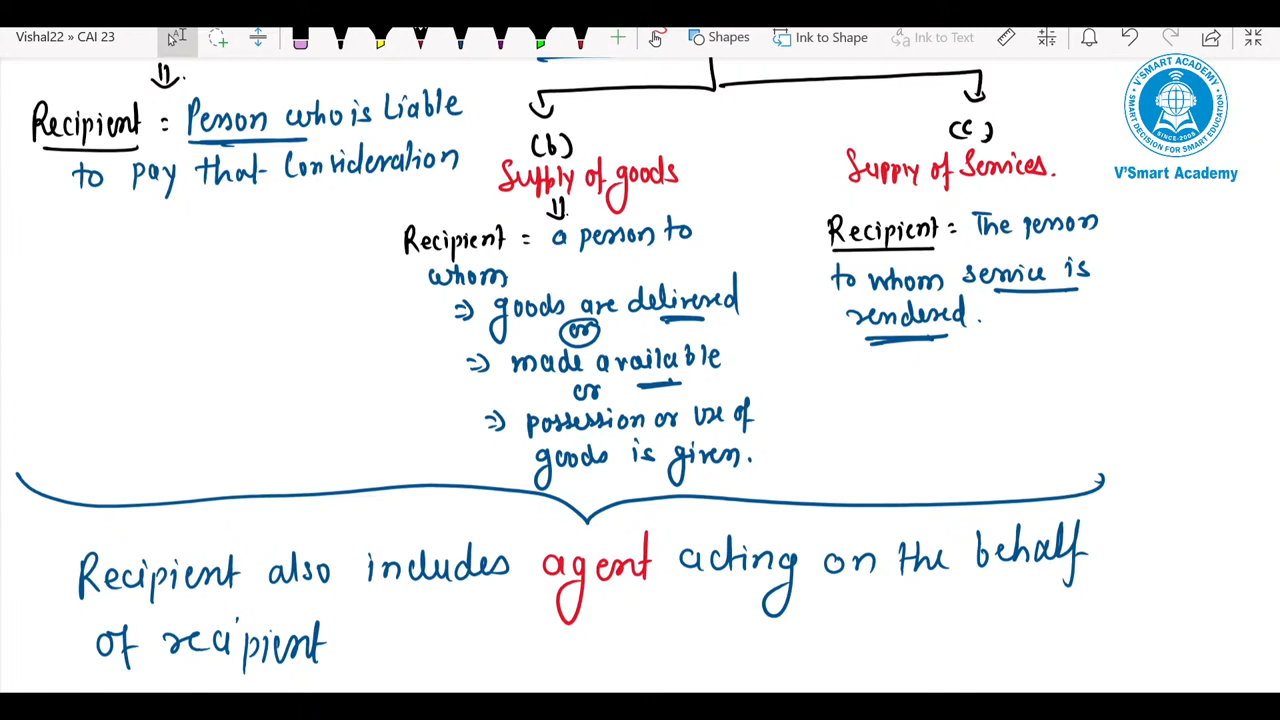 Vishal22 » CAI 23
Shapes
Ink to Shape
Ink to Text
V'SMART ACADEMY
SMART DECISION FOR SMART EDUCATION
SINCE-2008
V'Smart Academy
Recipient = Person who is Liable
to pay that Consideration
(b)
Supply of goods
Recipient = a person to
whom
⇒ goods are delivered
or
⇒ made available
or
⇒ possession or use of
goods is given.
(c)
Supply of Services.
Recipient = The person
to whom service is
rendered.
Recipient also includes agent acting on the behalf
of recipient